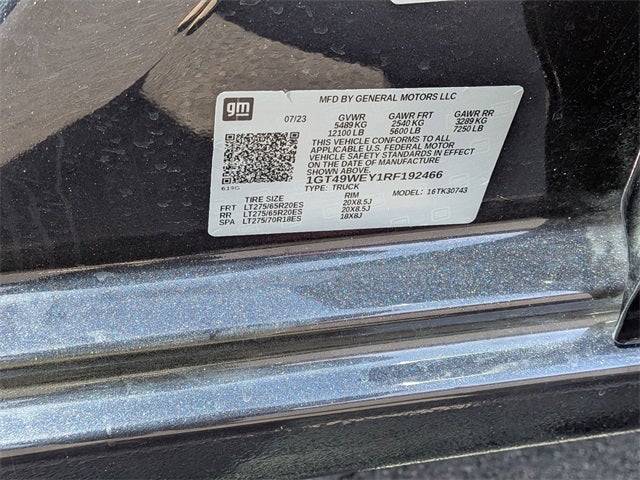 gm
MFD BY GENERAL MOTORS LLC
07/23 GVWR GAWR FRT GAWR RR
5489 KG 2540 KG 3289 KG
12100 LB 5600 LB 7250 LB
THIS VEHICLE CONFORMS TO ALL
APPLICABLE U.S. FEDERAL MOTOR
VEHICLE SAFETY STANDARDS IN EFFECT
ON THE DATE OF MANUFACTURE
SHOWN ABOVE.
1GT49WEY1RF192466
619G TYPE: TRUCK MODEL: 16TK30743
TIRE SIZE RIM
FRT LT275/65R20ES 20X8.5J
RR LT275/65R20ES 20X8.5J
SPA LT275/70R18ES 18X8J